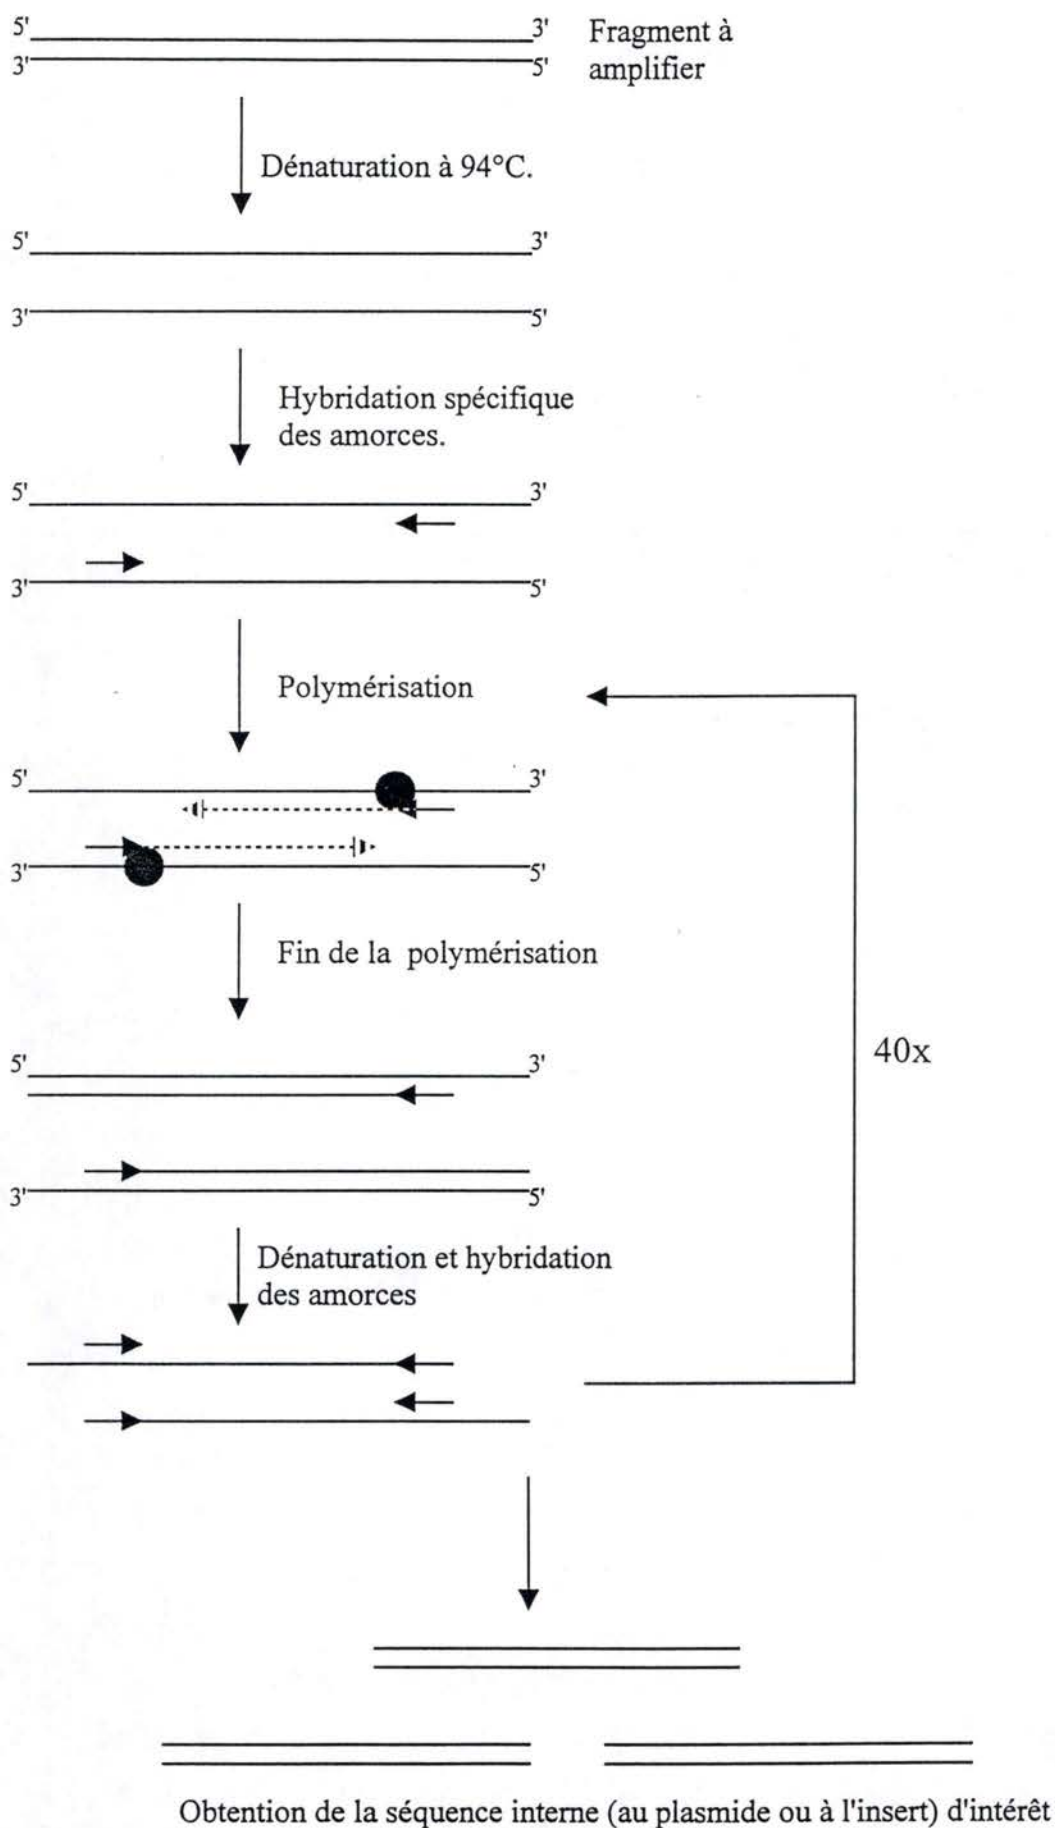 5' 3' Fragment à
3' 5' amplifier
Dénaturation à 94°C.
5' 3'
3' 5'
Hybridation spécifique
des amorces.
5' 3'
3' 5'
Polymérisation
5' 3'
3' 5'
Fin de la polymérisation
40x
5' 3'
3' 5'
Dénaturation et hybridation
des amorces
Obtention de la séquence interne (au plasmide ou à l'insert) d'intérêt